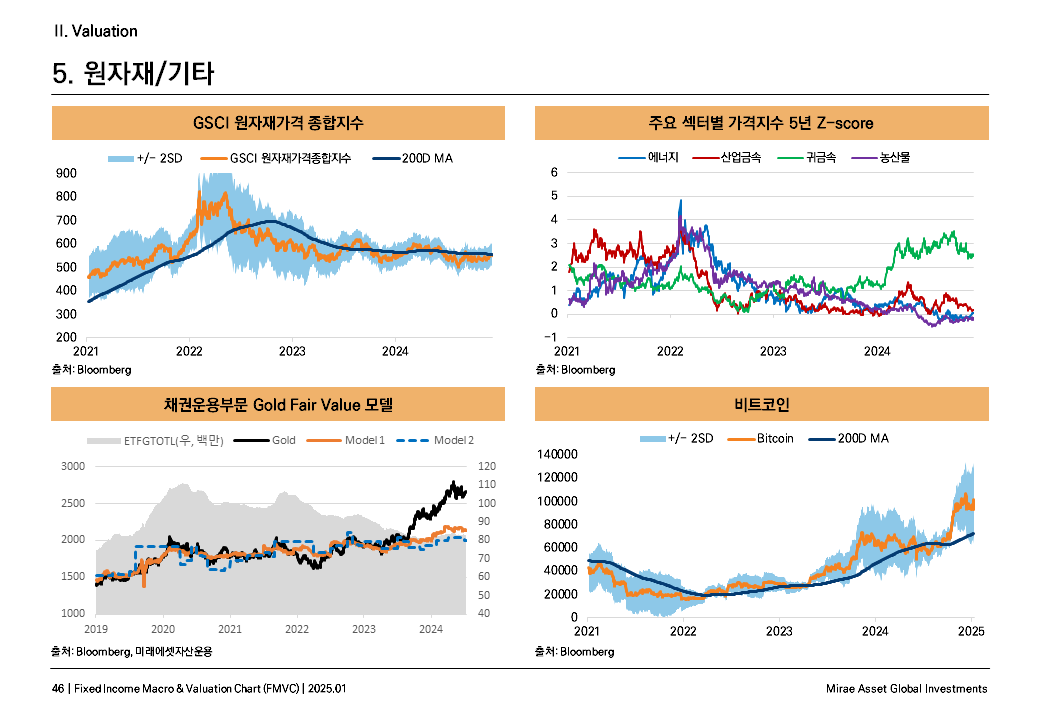 II. Valuation
5. 원자재/기타
GSCI 원자재가격 종합지수
+/- 2SD GSCI 원자재가격종합지수 200D MA
900
800
700
600
500
400
300
200
2021 2022 2023 2024
출처: Bloomberg
주요 섹터별 가격지수 5년 Z-score
에너지 산업금속 귀금속 농산물
6
5
4
3
2
1
0
-1
2021 2022 2023 2024
출처: Bloomberg
채권운용부문 Gold Fair Value 모델
ETFGTOTL(우, 백만) Gold Model 1 Model 2
3000 120
110
2500 100
90
2000 80
70
1500 60
50
1000 40
2019 2020 2021 2022 2023 2024
출처: Bloomberg, 미래에셋자산운용
비트코인
+/- 2SD Bitcoin 200D MA
140000
120000
100000
80000
60000
40000
20000
0
2021 2022 2023 2024 2025
출처: Bloomberg
46 | Fixed Income Macro & Valuation Chart (FMVC) | 2025.01
Mirae Asset Global Investments